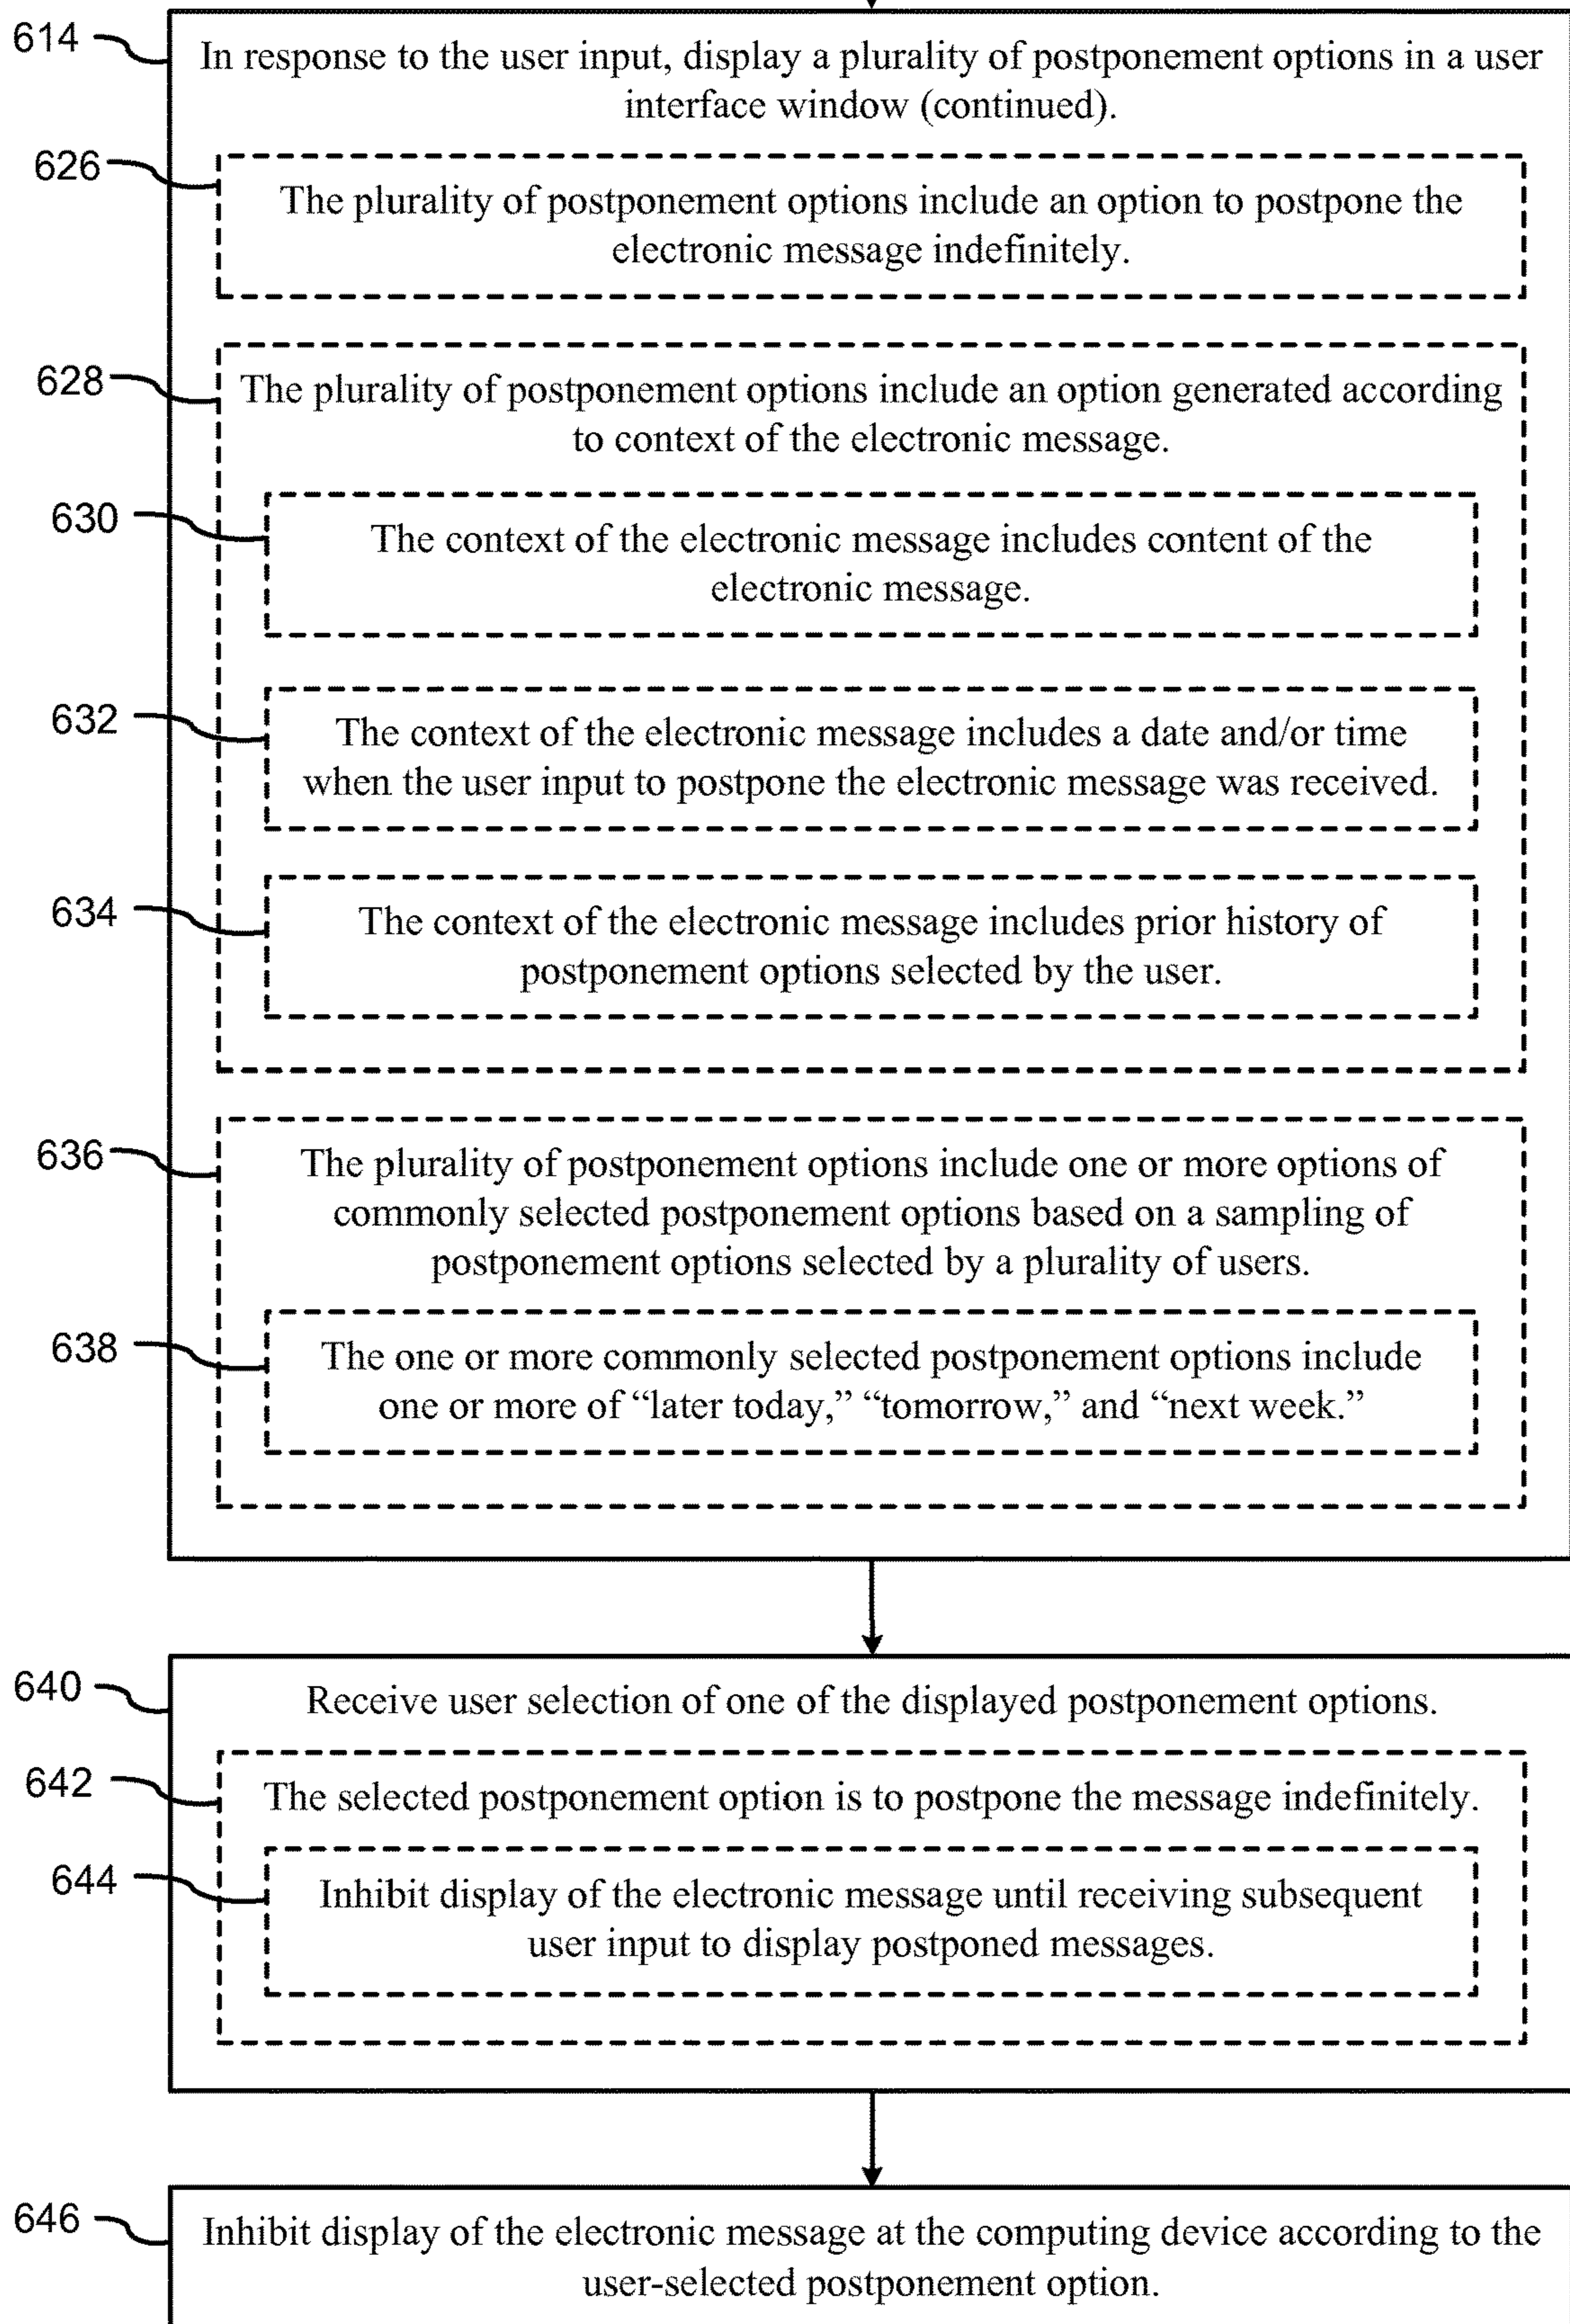 614
In response to the user input, display a plurality of postponement options in a user
interface window (continued).
626
The plurality of postponement options include an option to postpone the
electronic message indefinitely.
628
The plurality of postponement options include an option generated according
to context of the electronic message.
630
The context of the electronic message includes content of the
electronic message.
632
The context of the electronic message includes a date and/or time
when the user input to postpone the electronic message was received.
634
The context of the electronic message includes prior history of
postponement options selected by the user.
636
The plurality of postponement options include one or more options of
commonly selected postponement options based on a sampling of
postponement options selected by a plurality of users.
638
The one or more commonly selected postponement options include
one or more of “later today,” “tomorrow,” and “next week.”
640
Receive user selection of one of the displayed postponement options.
642
The selected postponement option is to postpone the message indefinitely.
644
Inhibit display of the electronic message until receiving subsequent
user input to display postponed messages.
646
Inhibit display of the electronic message at the computing device according to the
user-selected postponement option.